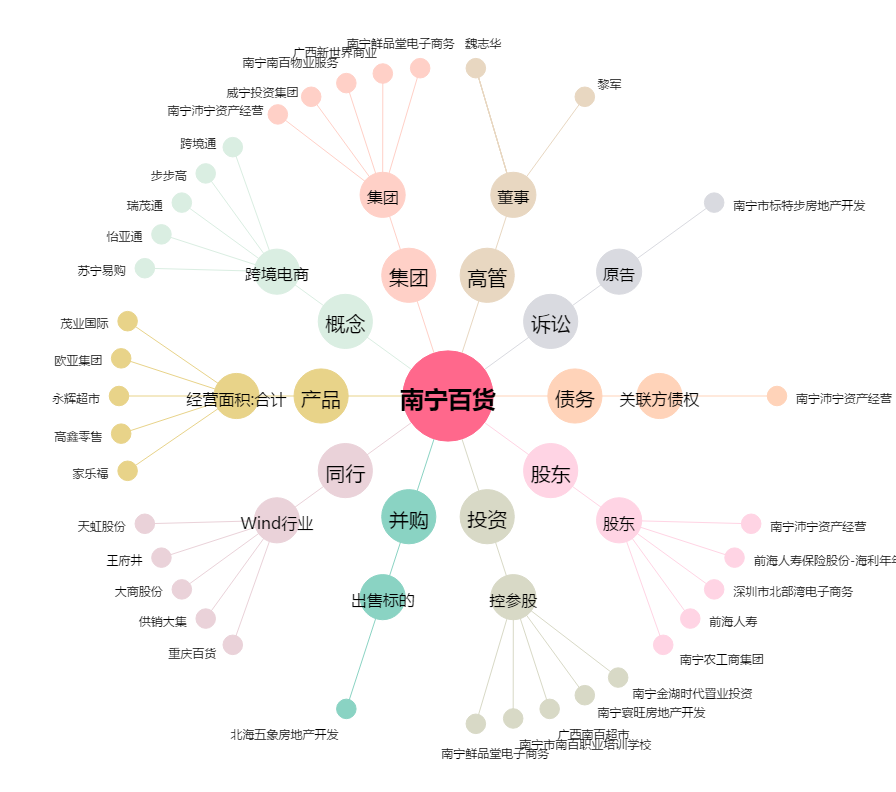 南宁鲜品堂电子商务
魏志华
广西新世界商业
南宁南百物业服务
黎军
威宁投资集团
南宁沛宁资产经营
跨境通
步步高
集团
董事
瑞茂通
南宁市标特步房地产开发
怡亚通
苏宁易购
跨境电商
集团
高管
原告
茂业国际
概念
诉讼
欧亚集团
永辉超市
经营面积:合计
产品
南宁百货
债务
关联方债权
南宁沛宁资产经营
高鑫零售
家乐福
同行
股东
天虹股份
Wind行业
并购
投资
股东
南宁沛宁资产经营
王府井
前海人寿保险股份-海利年年
大商股份
深圳市北部湾电子商务
出售标的
控参股
供销大集
前海人寿
重庆百货
南宁农工商集团
南宁金湖时代置业投资
南宁寰旺房地产开发
北海五象房地产开发
广西南百超市
南宁市南百职业培训学校
南宁鲜品堂电子商务